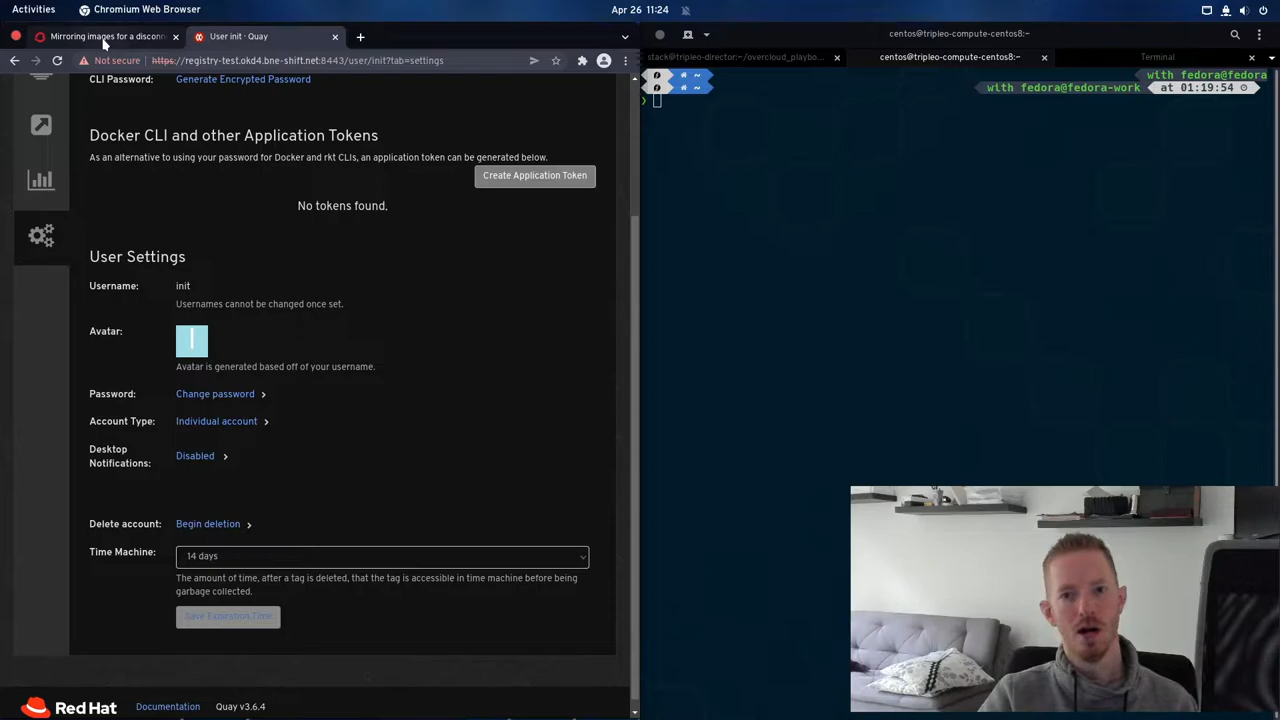 Activities
Chromium Web Browser
Apr 26 11:24
Mirroring images for a disconn
User init · Quay
centos@tripleo-compute-centos8:~
Not secure
https://registry-test.okd4.bne-shift.net:8443/user/init?tab=settings
stack@tripleo-director:~/overcloud_playbo
centos@tripleo-compute-centos8:~
Terminal
~
with fedora@fedora
~
with fedora@fedora-work
at 01:19:54
CLI Password:
Generate Encrypted Password
Docker CLI and other Application Tokens
As an alternative to using your password for Docker and rkt CLIs, an application token can be generated below.
Create Application Token
No tokens found.
User Settings
Username:
init
Usernames cannot be changed once set.
Avatar:
I
Avatar is generated based off of your username.
Password:
Change password
Account Type:
Individual account
Desktop
Notifications:
Disabled
Delete account:
Begin deletion
Time Machine:
14 days
The amount of time, after a tag is deleted, that the tag is accessible in time machine before being
garbage collected.
Save Expiration Time
Red Hat
Documentation
Quay v3.6.4